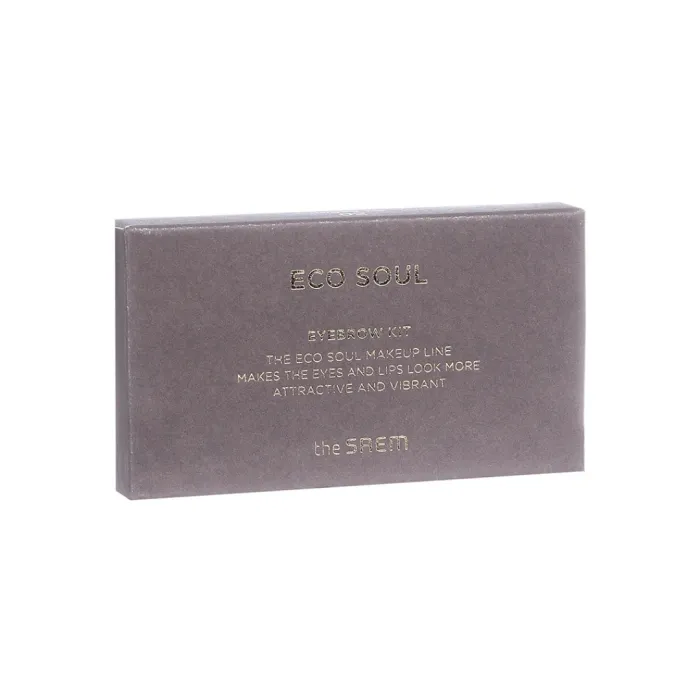 ECO SOUL
EYEBROW KIT
THE ECO SOUL MAKEUP LINE
MAKES THE EYES AND LIPS LOOK MORE
ATTRACTIVE AND VIBRANT
the SAEM